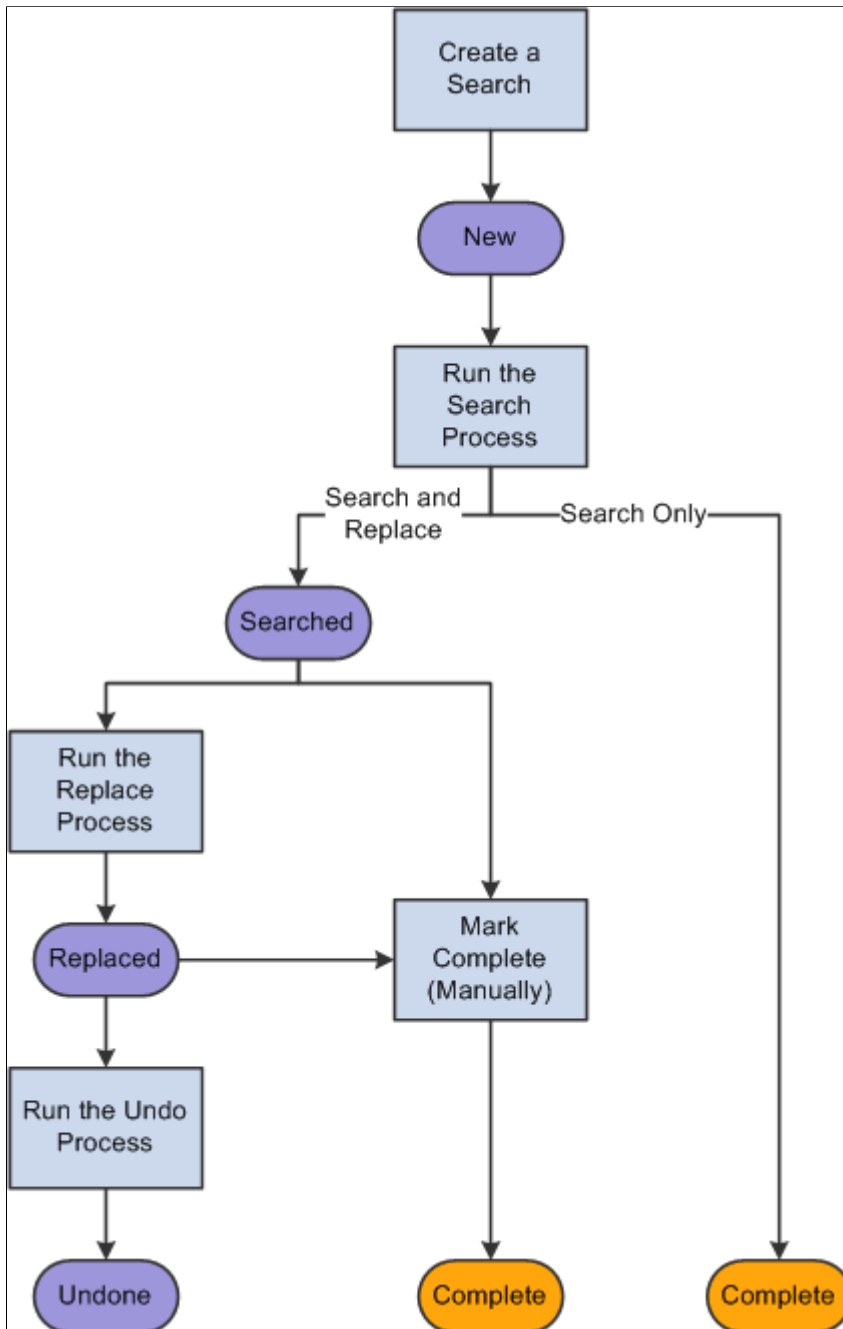 Create a
Search
New
Run the
Search
Process
Search and
Replace
Search Only
Searched
Run the
Replace
Process
Replaced
Mark
Complete
(Manually)
Run the Undo
Process
Undone
Complete
Complete